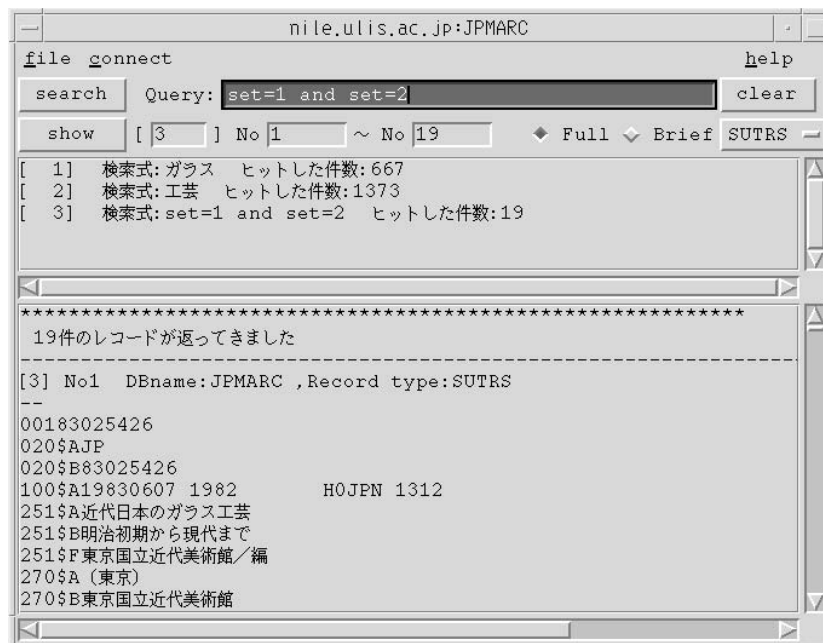 nile.ulis.ac.jp:JPMARC
file connect help
search Query: set=1 and set=2 clear
show [ 3 ] No 1 ~ No 19 Full Brief SUTRS
[ 1] 検索式:ガラス ヒットした件数:667
[ 2] 検索式:工芸 ヒットした件数:1373
[ 3] 検索式:set=1 and set=2 ヒットした件数:19
************************************************************
19件のレコードが返ってきました
------------------------------------------------------------
[3] No1 DBname:JPMARC ,Record type:SUTRS
--
00183025426
020$AJP
020$B83025426
100$A19830607 1982 H0JPN 1312
251$A近代日本のガラス工芸
251$B明治初期から現代まで
251$F東京国立近代美術館／編
270$A（東京）
270$B東京国立近代美術館